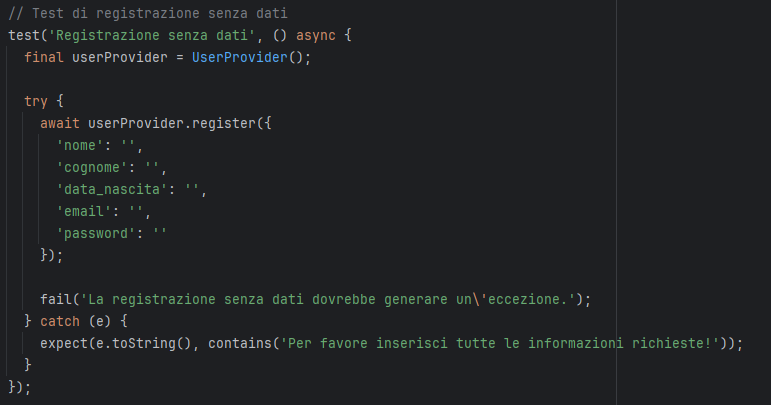 // Test di registrazione senza dati
test('Registrazione senza dati', () async {
  final userProvider = UserProvider();

  try {
    await userProvider.register({
      'nome': '',
      'cognome': '',
      'data_nascita': '',
      'email': '',
      'password': ''
    });

    fail('La registrazione senza dati dovrebbe generare un\'eccezione.');
  } catch (e) {
    expect(e.toString(), contains('Per favore inserisci tutte le informazioni richieste!'));
  }
});